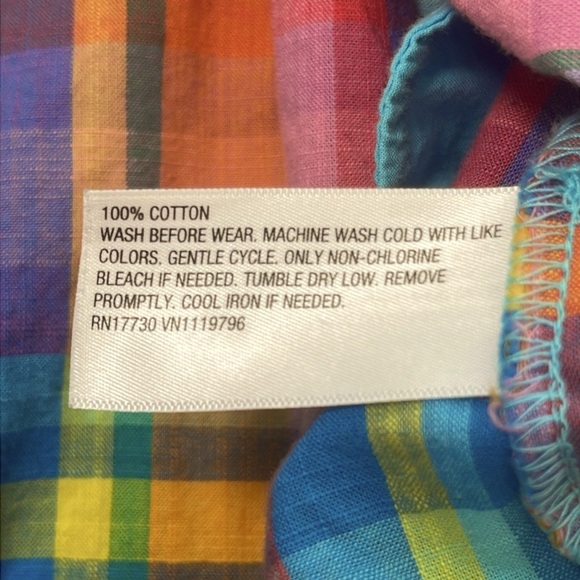 100% COTTON
WASH BEFORE WEAR. MACHINE WASH COLD WITH LIKE
COLORS. GENTLE CYCLE. ONLY NON-CHLORINE
BLEACH IF NEEDED. TUMBLE DRY LOW. REMOVE
PROMPTLY. COOL IRON IF NEEDED.
RN17730 VN1119796